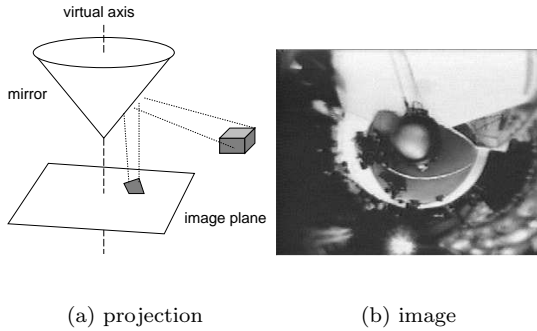 virtual axis
mirror
image plane
(a) projection
(b) image